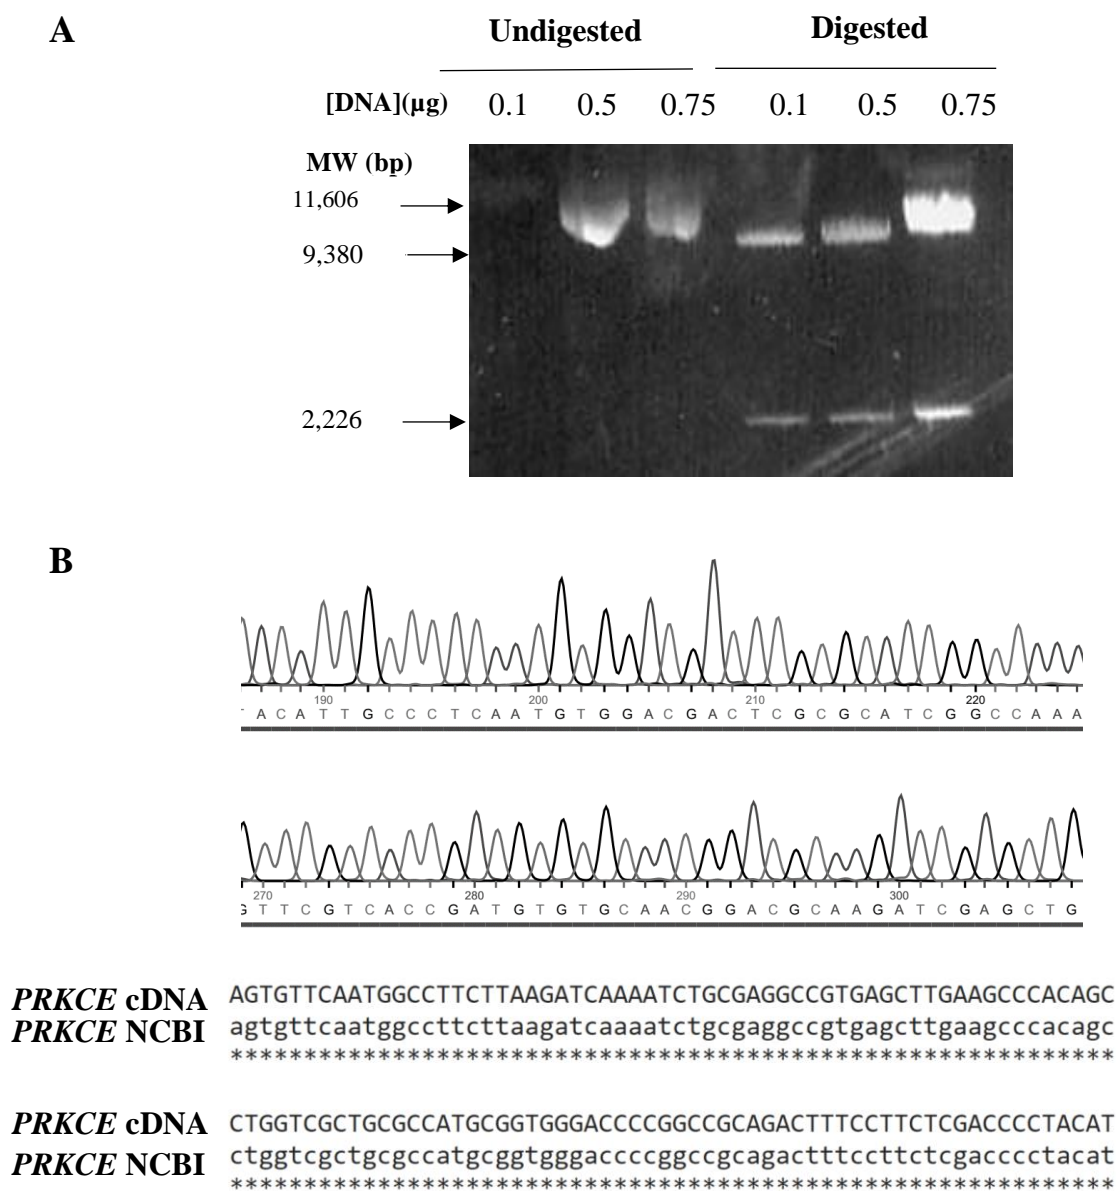 A
Undigested Digested
[DNA](µg) 0.1 0.5 0.75 0.1 0.5 0.75
MW (bp)
11,606
9,380
2,226
B
190 200 210 220
A C A T T G C C C T C A A T G T G G A C G A C T C G C G C A T C G G C C A A A
270 280 290 300
G T T C G T C A C C G A T G T G T G C A A C G G A C G C A A G A T C G A G C T G
PRKCE cDNA AGTGTTCAATGGCCTTCTTAAGATCAAAATCTGCGAGGCCGTGAGCTTGAAGCCCACAGC
PRKCE NCBI agtgttcaatggccttcttaagatcaaaatctgcgaggccgtgagcttgaagcccacagc
************************************************************
PRKCE cDNA CTGGTCGCTGCGCCATGCGGTGGGACCCCGGCCGCAGACTTTCCTTCTCGACCCCTACAT
PRKCE NCBI ctggtcgctgcgccatgcggtgggaccccggccgcagactttccttctcgacccctacat
************************************************************